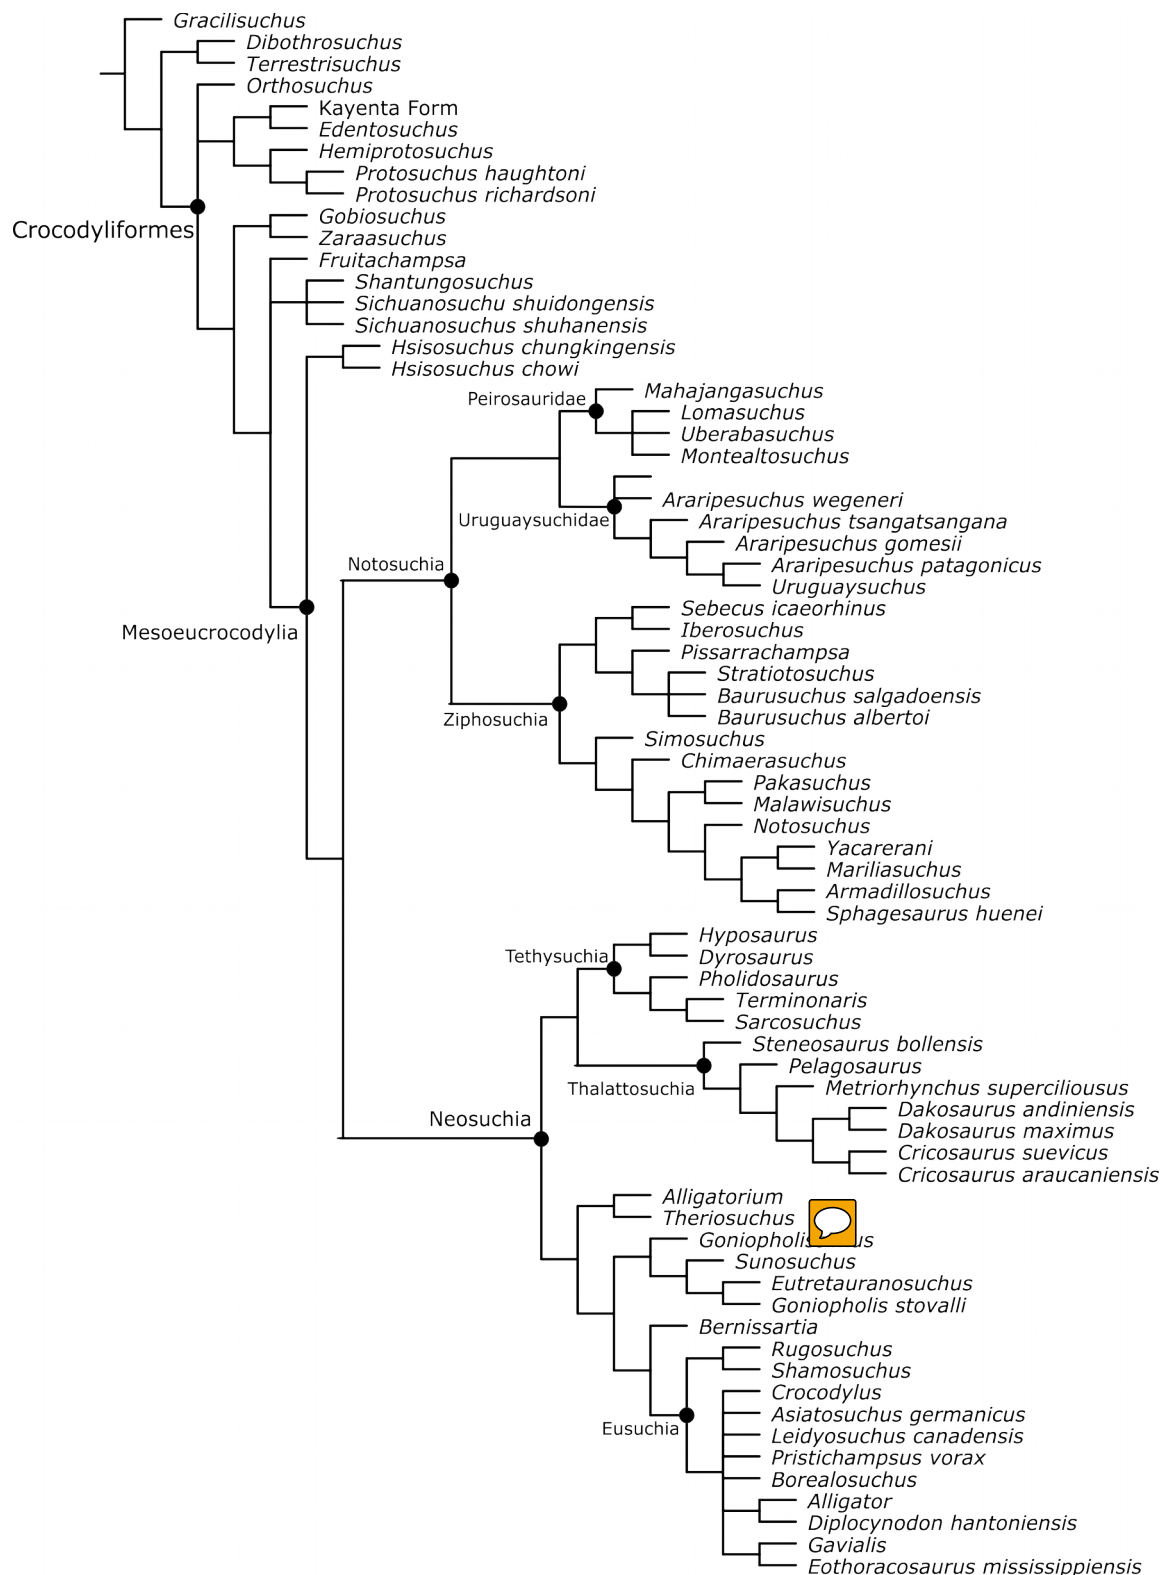 Gracilisuchus
Dibothrosuchus
Terrestrisuchus
Orthosuchus
Kayenta Form
Edentosuchus
Hemiprotosuchus
Protosuchus haughtoni
Protosuchus richardsoni
Gobiosuchus
Crocodyliformes
Zaraasuchus
Fruitachampsa
Shantungosuchus
Sichuanosuchu shuidongensis
Sichuanosuchus shuhanensis
Hsisosuchus chungkingensis
Hsisosuchus chowi
Mahajangasuchus
Peirosauridae
Lomasuchus
Uberabasuchus
Montealtosuchus
Araripesuchus wegeneri
Uruguaysuchidae
Araripesuchus tsangatsangana
Araripesuchus gomesii
Notosuchia
Araripesuchus patagonicus
Uruguaysuchus
Sebecus icaeorhinus
Mesoeucrocodylia
Iberosuchus
Pissarrachampsa
Stratiotosuchus
Baurusuchus salgadoensis
Ziphosuchia
Baurusuchus albertoi
Simosuchus
Chimaerasuchus
Pakasuchus
Malawisuchus
Notosuchus
Yacarerani
Mariliasuchus
Armadillosuchus
Sphagesaurus huenei
Hyposaurus
Tethysuchia
Dyrosaurus
Pholidosaurus
Terminonaris
Sarcosuchus
Steneosaurus bollensis
Pelagosaurus
Thalattosuchia
Metriorhynchus superciliousus
Dakosaurus andiniensis
Neosuchia
Dakosaurus maximus
Cricosaurus suevicus
Cricosaurus araucaniensis
Alligatorium
Theriosuchus
Sunosuchus
Eutretauranosuchus
Goniopholis stovalli
Bernissartia
Rugosuchus
Shamosuchus
Crocodylus
Asiatosuchus germanicus
Eusuchia
Leidyosuchus canadensis
Pristichampsus vorax
Borealosuchus
Alligator
Diplocynodon hantoniensis
Gavialis
Eothoracosaurus mississippiensis